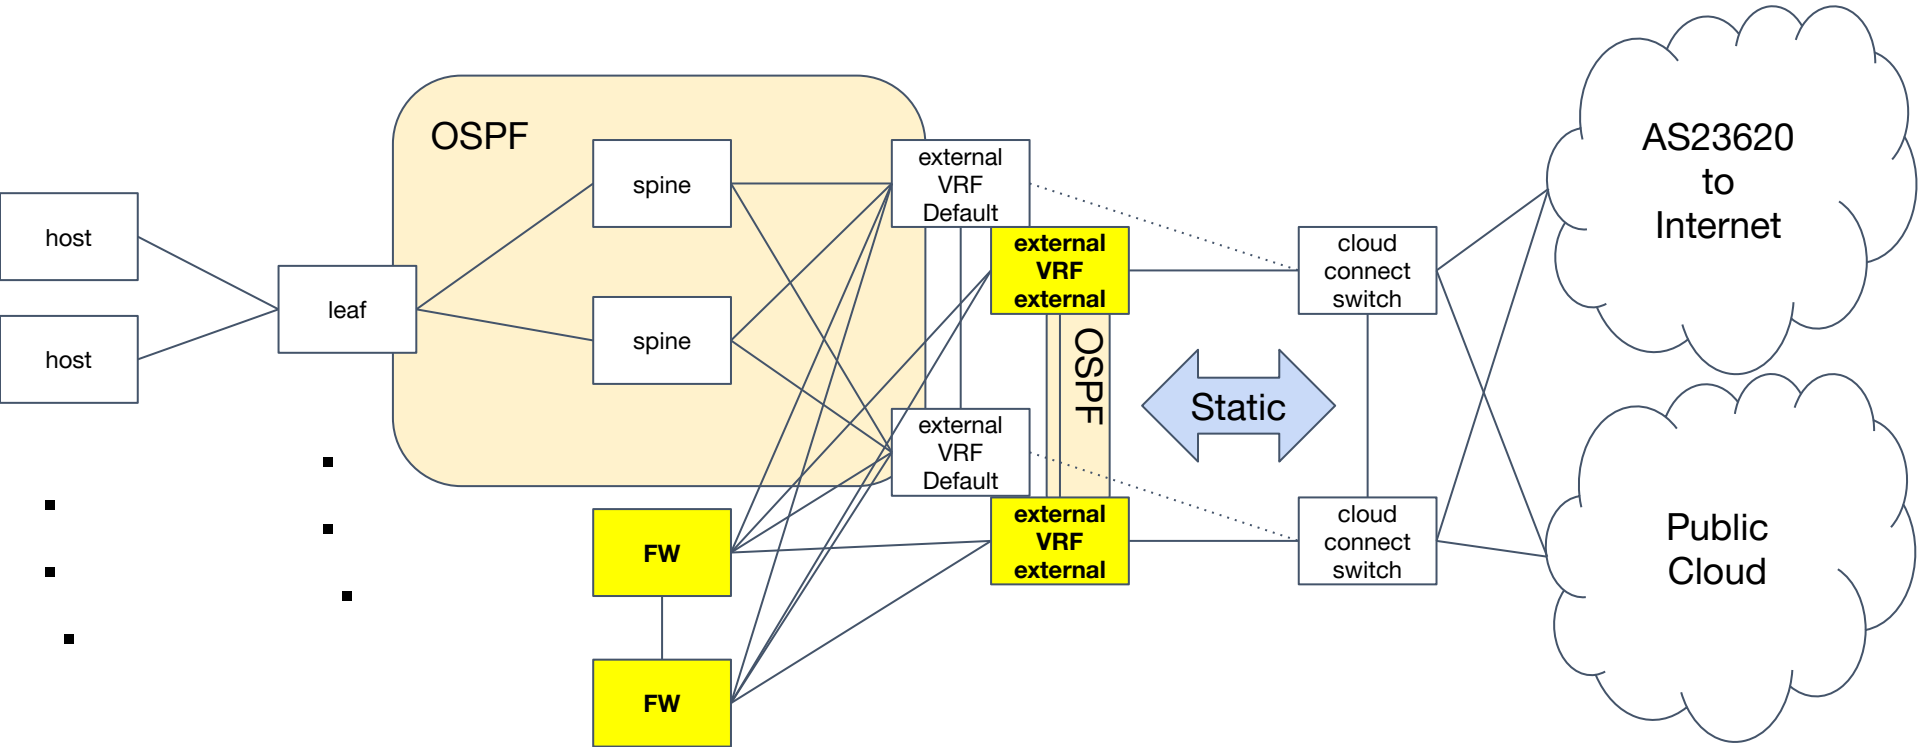 OSPF
host
host
leaf
spine
spine
external
VRF
Default
external
VRF
external
OSPF
external
VRF
Default
external
VRF
external
FW
FW
Static
cloud
connect
switch
cloud
connect
switch
AS23620
to
Internet
Public
Cloud